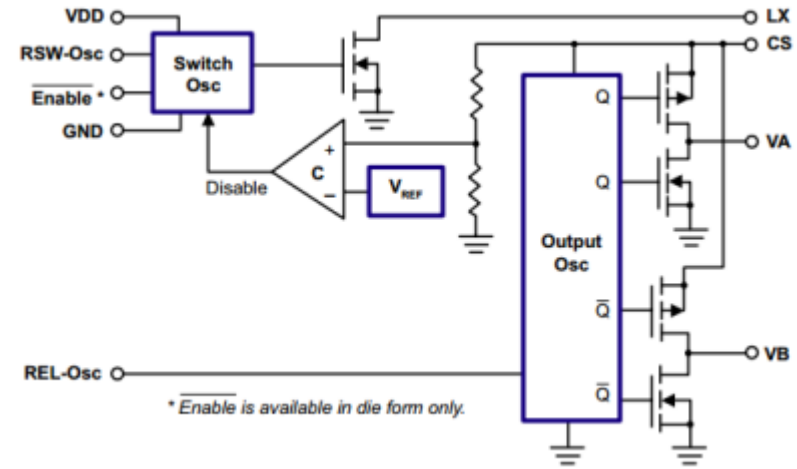 VDD
LX
RSW-Osc
CS
Switch
Osc
Enable *
Q
GND
VA
+
C
Disable
VREF
Q
–
Output
Osc
Q̅
REL-Osc
VB
* Enable is available in die form only.
Q̅